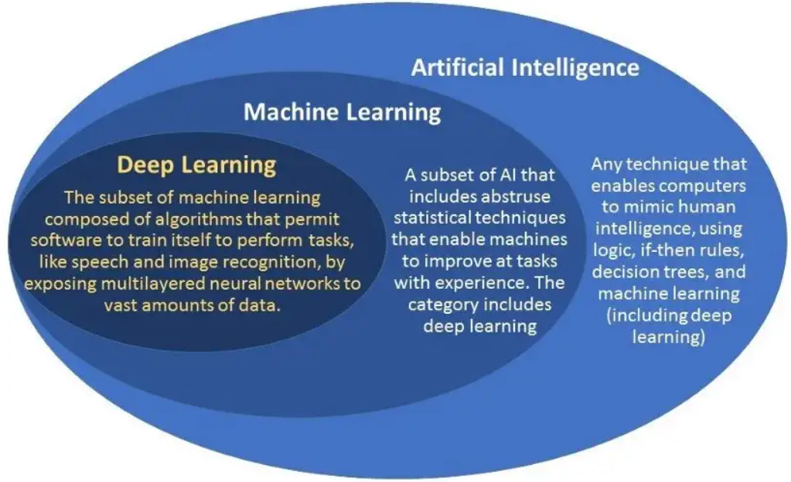 Artificial Intelligence
Machine Learning
Deep Learning
The subset of machine learning
composed of algorithms that permit
software to train itself to perform tasks,
like speech and image recognition, by
exposing multilayered neural networks to
vast amounts of data.
A subset of AI that
includes abstruse
statistical techniques
that enable machines
to improve at tasks
with experience. The
category includes
deep learning
Any technique that
enables computers
to mimic human
intelligence, using
logic, if-then rules,
decision trees, and
machine learning
(including deep
learning)